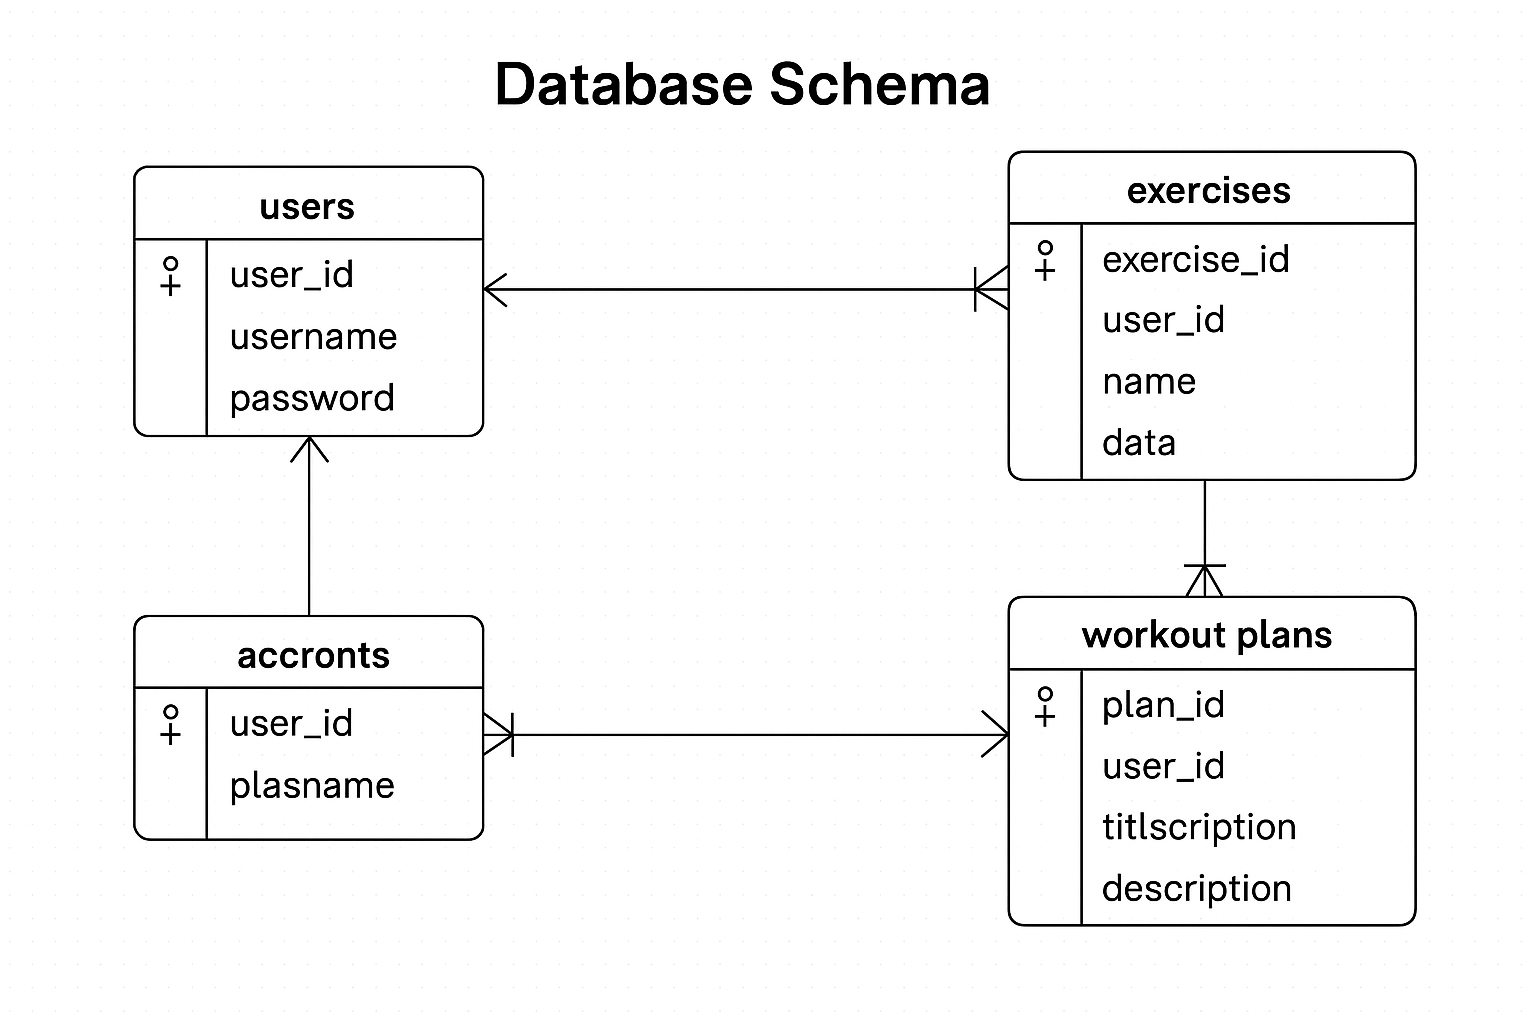 Database Schema
users
user_id
username
password
exercises
exercise_id
user_id
name
data
accronts
user_id
plasname
workout plans
plan_id
user_id
titlscription
description